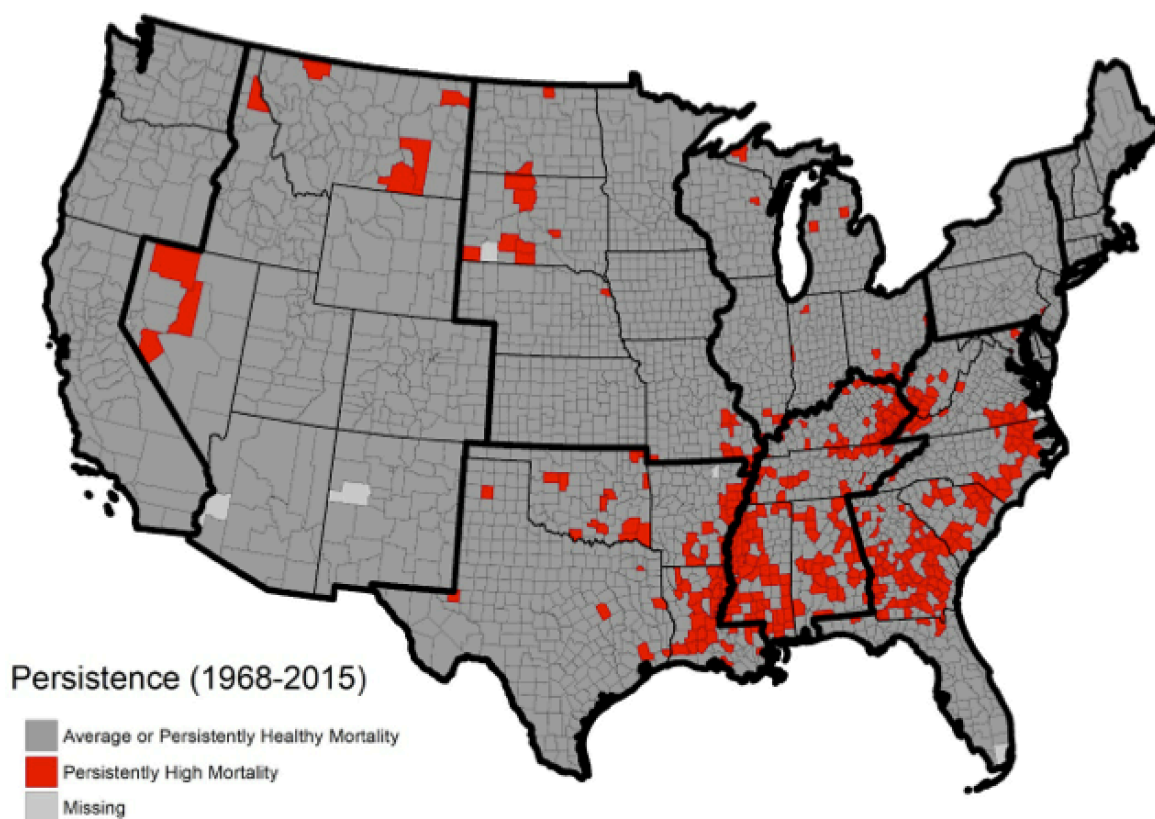 Persistence (1968-2015)
Average or Persistently Healthy Mortality
Persistently High Mortality
Missing